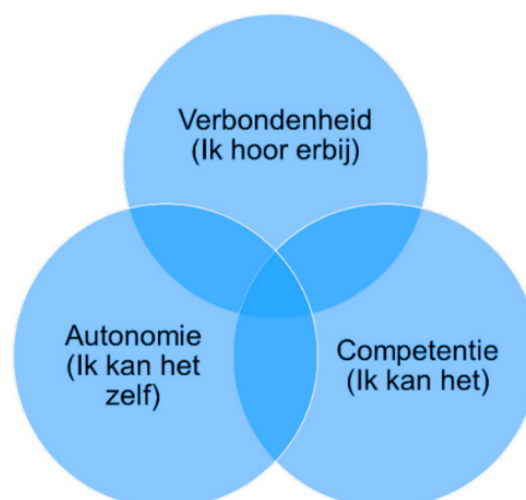 Verbondenheid
(Ik hoor erbij)
Autonomie
(Ik kan het
zelf)
Competentie
(Ik kan het)